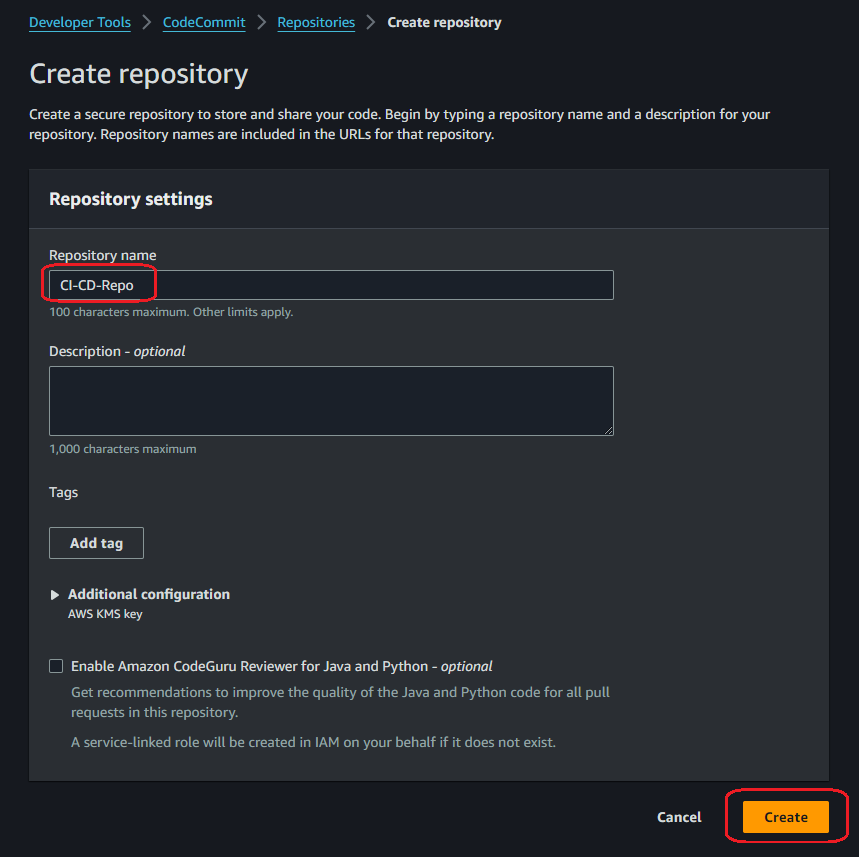 Developer Tools > CodeCommit > Repositories > Create repository
Create repository
Create a secure repository to store and share your code. Begin by typing a repository name and a description for your
repository. Repository names are included in the URLs for that repository.
Repository settings
Repository name
CI-CD-Repo
100 characters maximum. Other limits apply.
Description - optional
1,000 characters maximum
Tags
Add tag
Additional configuration
AWS KMS key
Enable Amazon CodeGuru Reviewer for Java and Python - optional
Get recommendations to improve the quality of the Java and Python code for all pull
requests in this repository.
A service-linked role will be created in IAM on your behalf if it does not exist.
Cancel Create